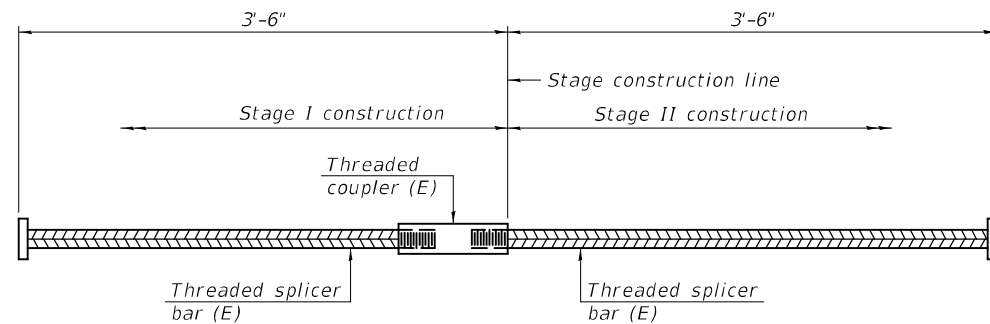 3'-6" 3'-6"
Stage construction line
Stage I construction Stage II construction
Threaded
coupler (E)
Threaded splicer
bar (E)
Threaded splicer
bar (E)